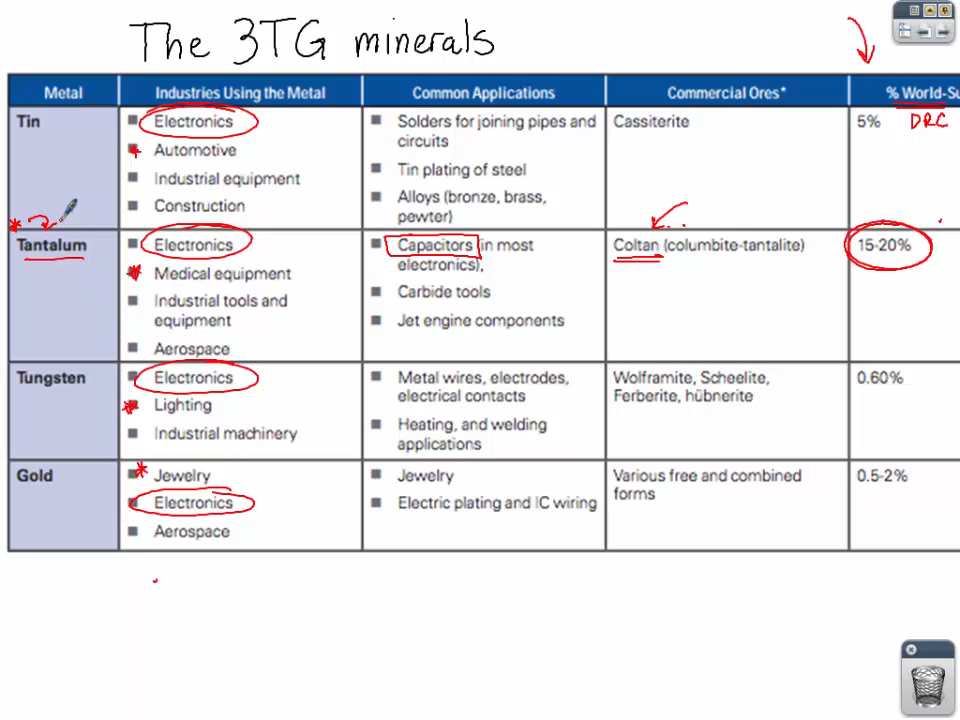 The 3TG minerals
Metal Industries Using the Metal Common Applications Commercial Ores* % World-Su
DRC
Tin
Electronics
Automotive
Industrial equipment
Construction
Solders for joining pipes and
circuits
Tin plating of steel
Alloys (bronze, brass,
pewter)
Cassiterite
5%
Tantalum
Electronics
Medical equipment
Industrial tools and
equipment
Aerospace
Capacitors (in most
electronics),
Carbide tools
Jet engine components
Coltan (columbite-tantalite)
15-20%
Tungsten
Electronics
Lighting
Industrial machinery
Metal wires, electrodes,
electrical contacts
Heating, and welding
applications
Wolframite, Scheelite,
Ferberite, hübnerite
0.60%
Gold
Jewelry
Electronics
Aerospace
Jewelry
Electric plating and IC wiring
Various free and combined
forms
0.5-2%